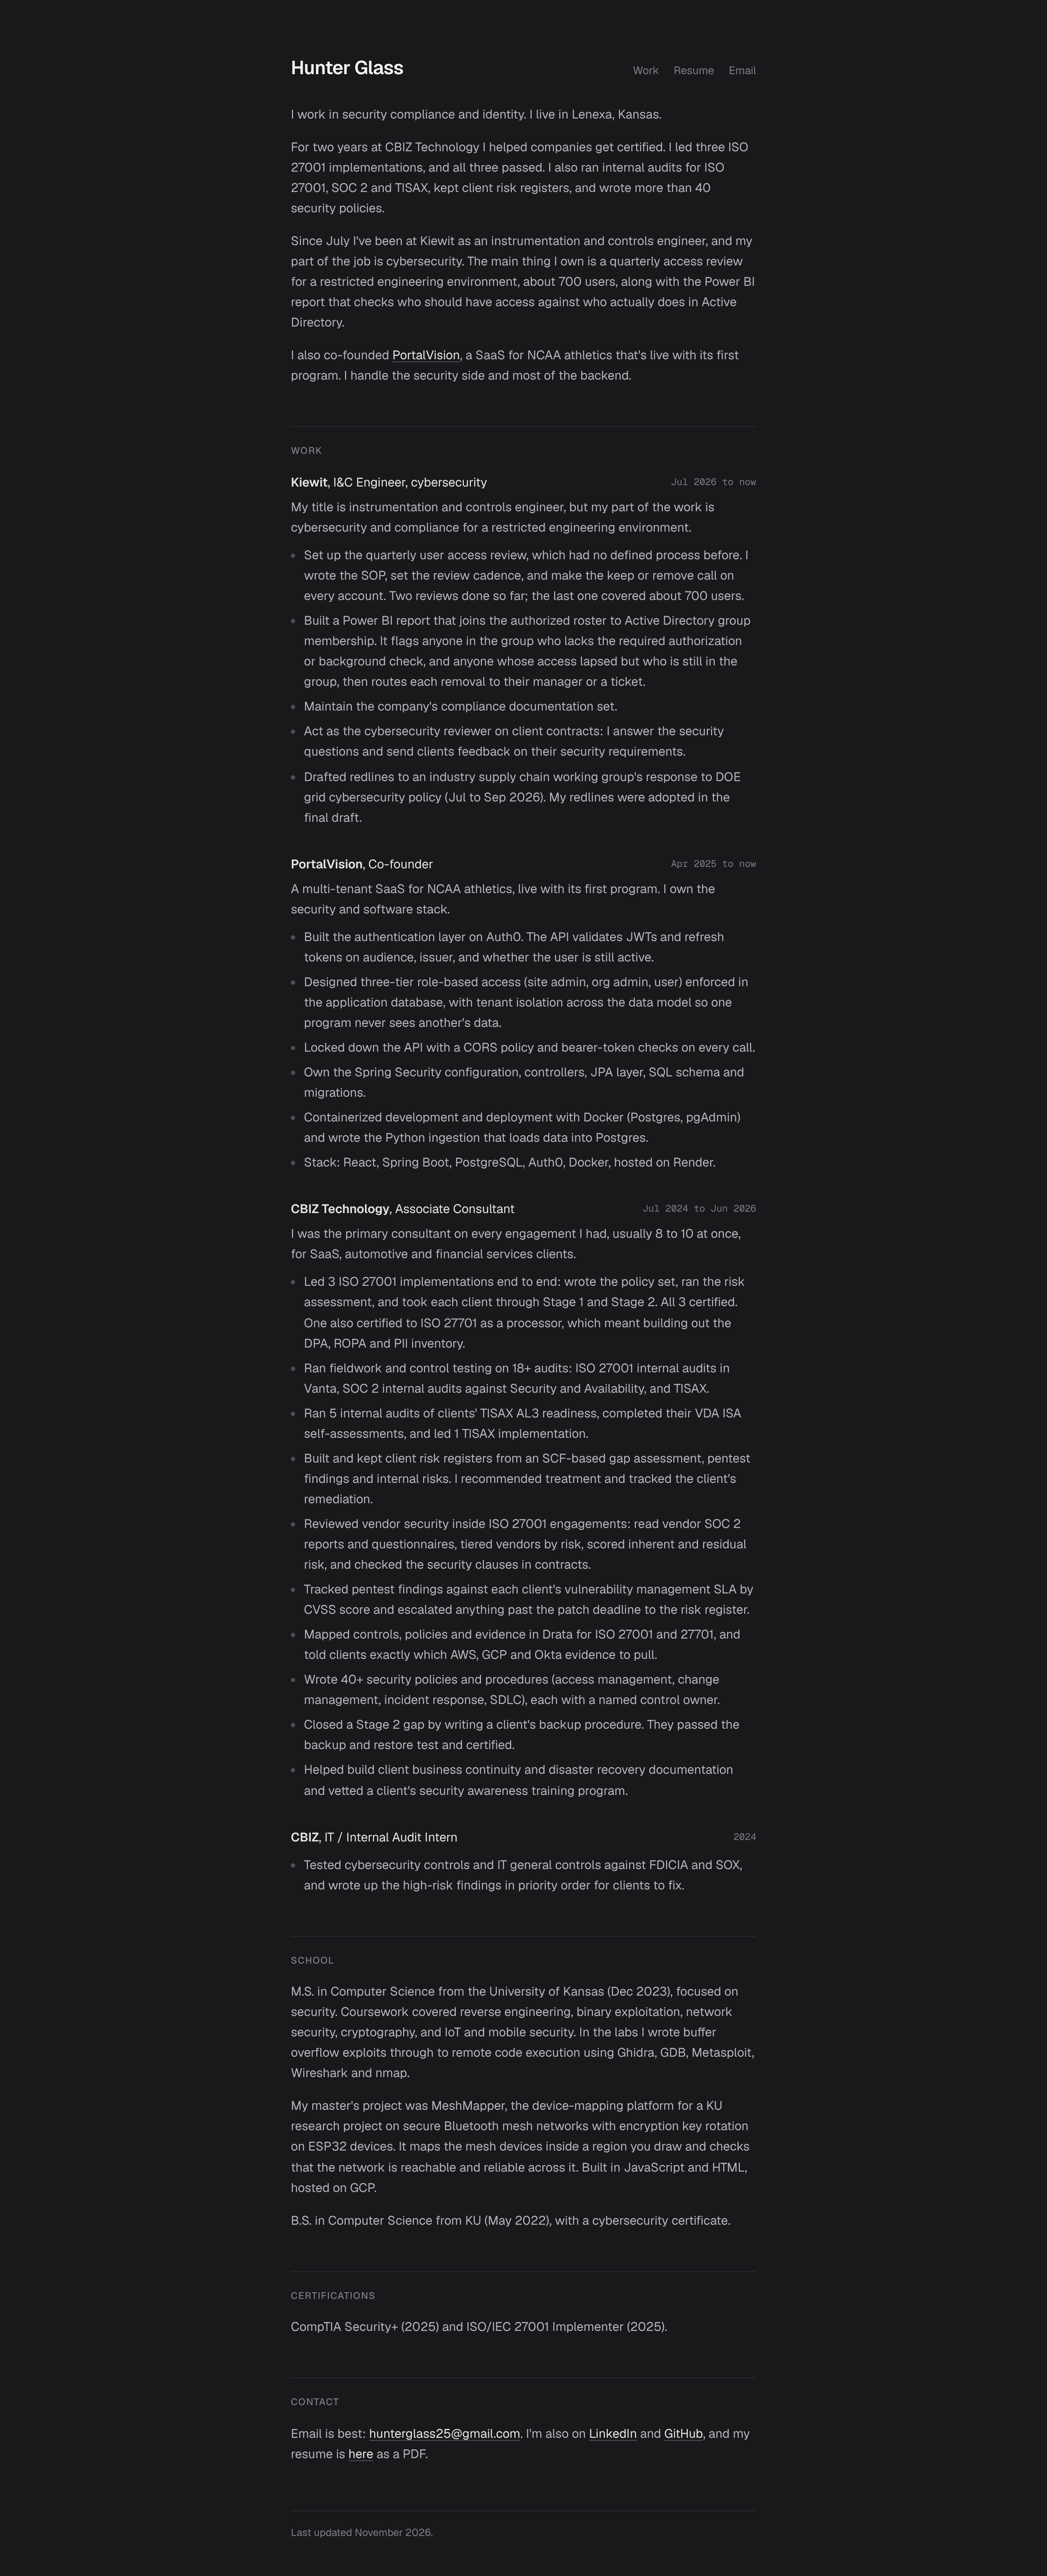 Hunter Glass
Work Resume Email
I work in security compliance and identity. I live in Lenexa, Kansas.
For two years at CBIZ Technology I helped companies get certified. I led three ISO
27001 implementations, and all three passed. I also ran internal audits for ISO
27001, SOC 2 and TISAX, kept client risk registers, and wrote more than 40
security policies.
Since July I've been at Kiewit as an instrumentation and controls engineer, and my
part of the job is cybersecurity. The main thing I own is a quarterly access review
for a restricted engineering environment, about 700 users, along with the Power BI
report that checks who should have access against who actually does in Active
Directory.
I also co-founded PortalVision, a SaaS for NCAA athletics that's live with its first
program. I handle the security side and most of the backend.
WORK
Kiewit, I&C Engineer, cybersecurity
Jul 2026 to now
My title is instrumentation and controls engineer, but my part of the work is
cybersecurity and compliance for a restricted engineering environment.
Set up the quarterly user access review, which had no defined process before. I
wrote the SOP, set the review cadence, and make the keep or remove call on
every account. Two reviews done so far; the last one covered about 700 users.
Built a Power BI report that joins the authorized roster to Active Directory group
membership. It flags anyone in the group who lacks the required authorization
or background check, and anyone whose access lapsed but who is still in the
group, then routes each removal to their manager or a ticket.
Maintain the company's compliance documentation set.
Act as the cybersecurity reviewer on client contracts: I answer the security
questions and send clients feedback on their security requirements.
Drafted redlines to an industry supply chain working group's response to DOE
grid cybersecurity policy (Jul to Sep 2026). My redlines were adopted in the
final draft.
PortalVision, Co-founder
Apr 2025 to now
A multi-tenant SaaS for NCAA athletics, live with its first program. I own the
security and software stack.
Built the authentication layer on Auth0. The API validates JWTs and refresh
tokens on audience, issuer, and whether the user is still active.
Designed three-tier role-based access (site admin, org admin, user) enforced in
the application database, with tenant isolation across the data model so one
program never sees another's data.
Locked down the API with a CORS policy and bearer-token checks on every call.
Own the Spring Security configuration, controllers, JPA layer, SQL schema and
migrations.
Containerized development and deployment with Docker (Postgres, pgAdmin)
and wrote the Python ingestion that loads data into Postgres.
Stack: React, Spring Boot, PostgreSQL, Auth0, Docker, hosted on Render.
CBIZ Technology, Associate Consultant
Jul 2024 to Jun 2026
I was the primary consultant on every engagement I had, usually 8 to 10 at once,
for SaaS, automotive and financial services clients.
Led 3 ISO 27001 implementations end to end: wrote the policy set, ran the risk
assessment, and took each client through Stage 1 and Stage 2. All 3 certified.
One also certified to ISO 27701 as a processor, which meant building out the
DPA, ROPA and PII inventory.
Ran fieldwork and control testing on 18+ audits: ISO 27001 internal audits in
Vanta, SOC 2 internal audits against Security and Availability, and TISAX.
Ran 5 internal audits of clients' TISAX AL3 readiness, completed their VDA ISA
self-assessments, and led 1 TISAX implementation.
Built and kept client risk registers from an SCF-based gap assessment, pentest
findings and internal risks. I recommended treatment and tracked the client's
remediation.
Reviewed vendor security inside ISO 27001 engagements: read vendor SOC 2
reports and questionnaires, tiered vendors by risk, scored inherent and residual
risk, and checked the security clauses in contracts.
Tracked pentest findings against each client's vulnerability management SLA by
CVSS score and escalated anything past the patch deadline to the risk register.
Mapped controls, policies and evidence in Drata for ISO 27001 and 27701, and
told clients exactly which AWS, GCP and Okta evidence to pull.
Wrote 40+ security policies and procedures (access management, change
management, incident response, SDLC), each with a named control owner.
Closed a Stage 2 gap by writing a client's backup procedure. They passed the
backup and restore test and certified.
Helped build client business continuity and disaster recovery documentation
and vetted a client's security awareness training program.
CBIZ, IT / Internal Audit Intern
2024
Tested cybersecurity controls and IT general controls against FDICIA and SOX,
and wrote up the high-risk findings in priority order for clients to fix.
SCHOOL
M.S. in Computer Science from the University of Kansas (Dec 2023), focused on
security. Coursework covered reverse engineering, binary exploitation, network
security, cryptography, and IoT and mobile security. In the labs I wrote buffer
overflow exploits through to remote code execution using Ghidra, GDB, Metasploit,
Wireshark and nmap.
My master's project was MeshMapper, the device-mapping platform for a KU
research project on secure Bluetooth mesh networks with encryption key rotation
on ESP32 devices. It maps the mesh devices inside a region you draw and checks
that the network is reachable and reliable across it. Built in JavaScript and HTML,
hosted on GCP.
B.S. in Computer Science from KU (May 2022), with a cybersecurity certificate.
CERTIFICATIONS
CompTIA Security+ (2025) and ISO/IEC 27001 Implementer (2025).
CONTACT
Email is best: hunterglass25@gmail.com. I'm also on LinkedIn and GitHub, and my
resume is here as a PDF.
Last updated November 2026.